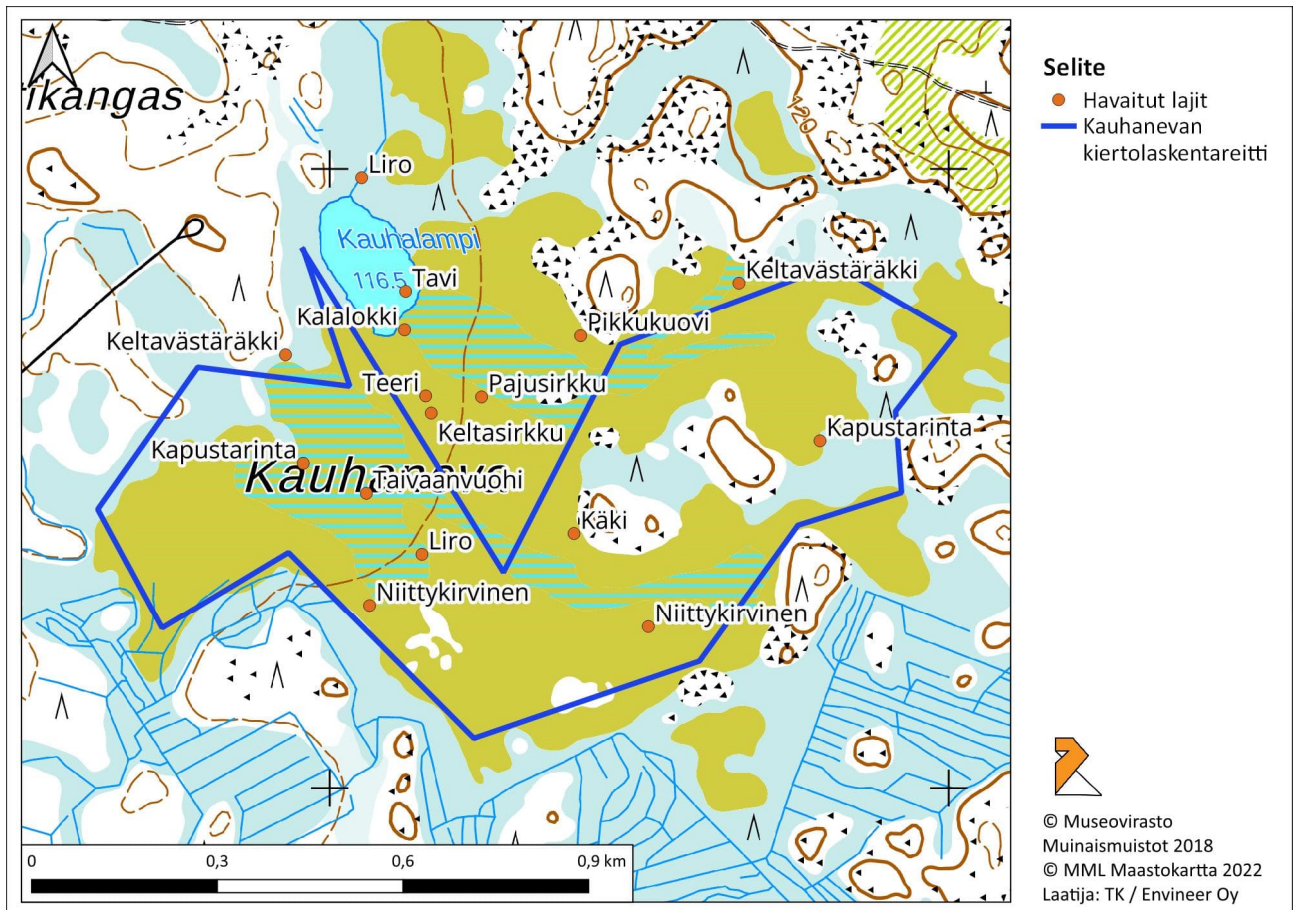 ikangas
120
Liro
Kauhalampi
116.5
Tavi
Keltavästäräkki
Kalalokki
Pikkukuovi
Keltavästäräkki
Teeri
Pajusirkku
Keltasirkku
Kapustarinta
Kapustarinta
Kauhaneva
Taivaanvuohi
Käki
Liro
Niittykirvinen
Niittykirvinen
0 0,3 0,6 0,9 km
Selite
Havaitut lajit
Kauhanevan
kiertolaskentareitti
© Museovirasto
Muinaismuistot 2018
© MML Maastokartta 2022
Laatija: TK / Envineer Oy